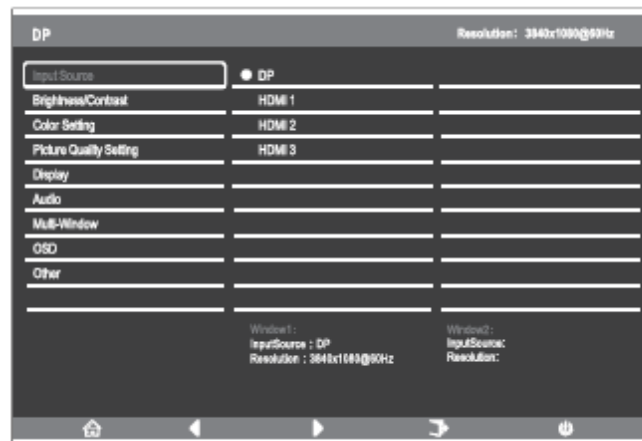 DP
Resolution: 3840x1080@60Hz
Input Source
DP
Brightness/Contrast
HDMI 1
Color Setting
HDMI 2
Picture Quality Setting
HDMI 3
Display
Audio
Multi-Window
OSD
Other
Window1:
InputSource : DP
Resolution : 3840x1080@60Hz
Window2:
InputSource:
Resolution: